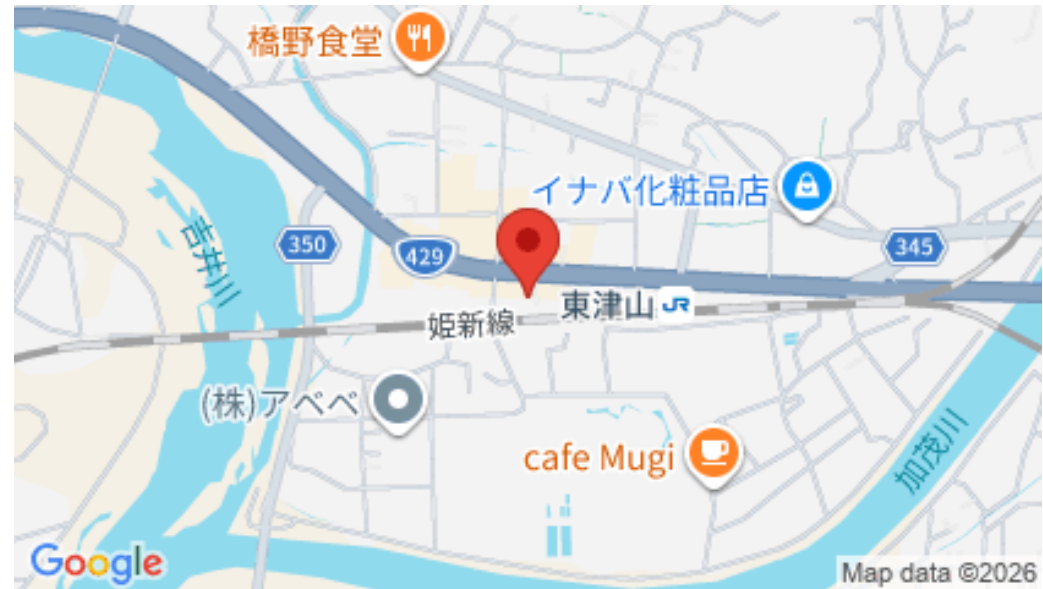 橋野食堂
イナバ化粧品店
吉井川
350
429
345
東津山 JR
姫新線
(株)アベベ
cafe Mugi
加茂川
Google
Map data ©2026